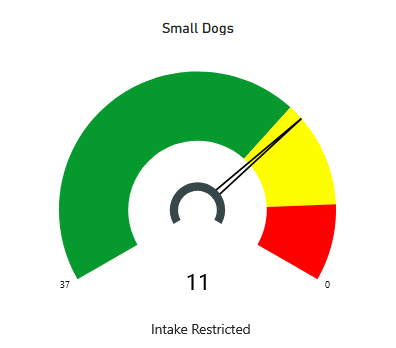 Small Dogs
37
11
0
Intake Restricted